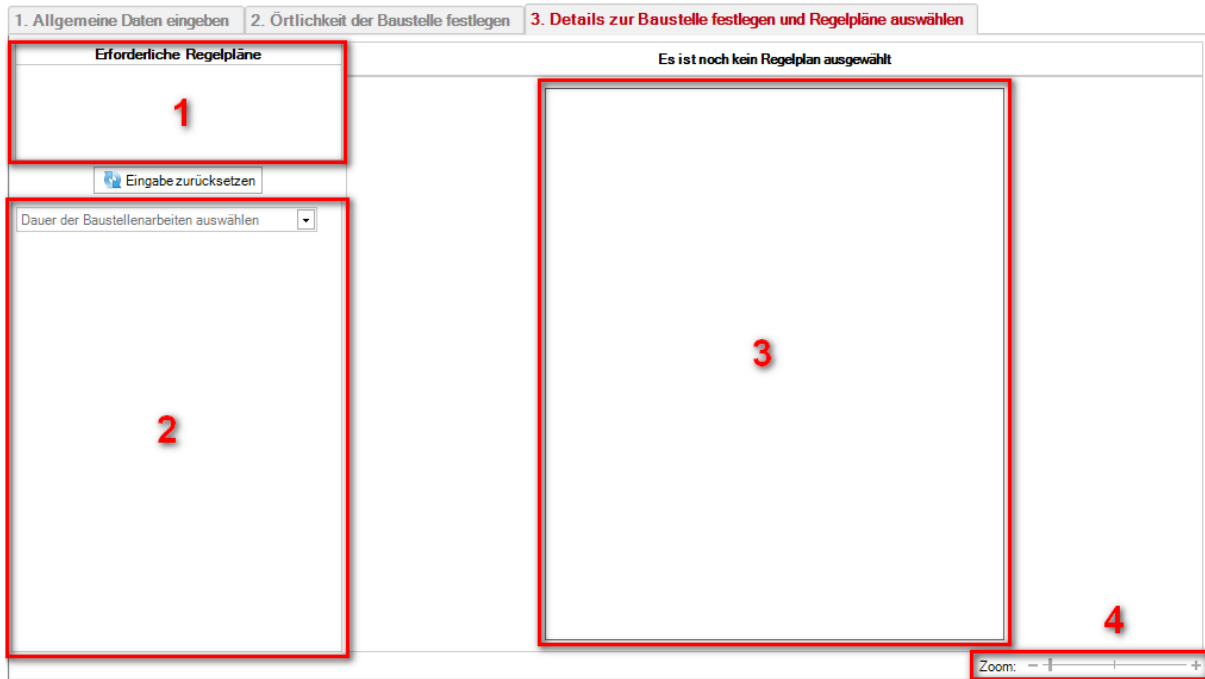 1. Allgemeine Daten eingeben
2. Örtlichkeit der Baustelle festlegen
3. Details zur Baustelle festlegen und Regelpläne auswählen
Erforderliche Regelpläne
Es ist noch kein Regelplan ausgewählt
1
Eingabe zurücksetzen
Dauer der Baustellenarbeiten auswählen
2
3
4
Zoom: